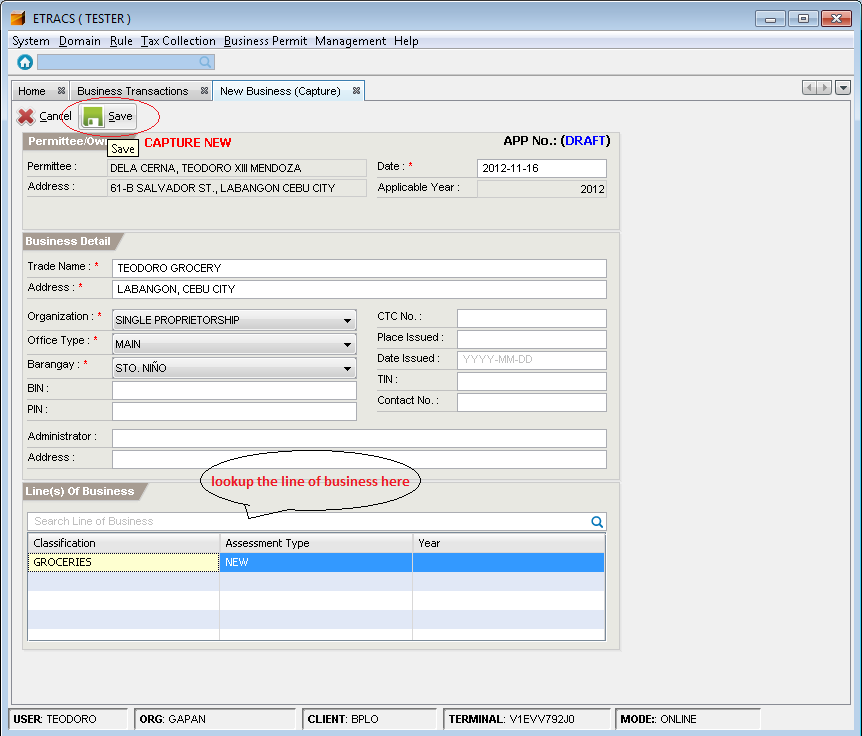 ETRACS ( TESTER )
System Domain Rule Tax Collection Business Permit Management Help
Home Business Transactions New Business (Capture)
Cancel Save
Permittee/Own CAPTURE NEW APP No.: (DRAFT)
Save
Permittee : DELA CERNA, TEODORO XIII MENDOZA Date : * 2012-11-16
Address : 61-B SALVADOR ST., LABANGON CEBU CITY Applicable Year : 2012
Business Detail
Trade Name : * TEODORO GROCERY
Address : * LABANGON, CEBU CITY
Organization : * SINGLE PROPRIETORSHIP CTC No. :
Office Type : * MAIN Place Issued :
Date Issued : YYYY-MM-DD
Barangay : * STO. NIÑO
TIN :
BIN :
Contact No. :
PIN :
Administrator :
Address :
lookup the line of business here
Line(s) Of Business
Search Line of Business
Classification Assessment Type Year
GROCERIES NEW
USER: TEODORO ORG: GAPAN CLIENT: BPLO TERMINAL: V1EVV792J0 MODE:: ONLINE